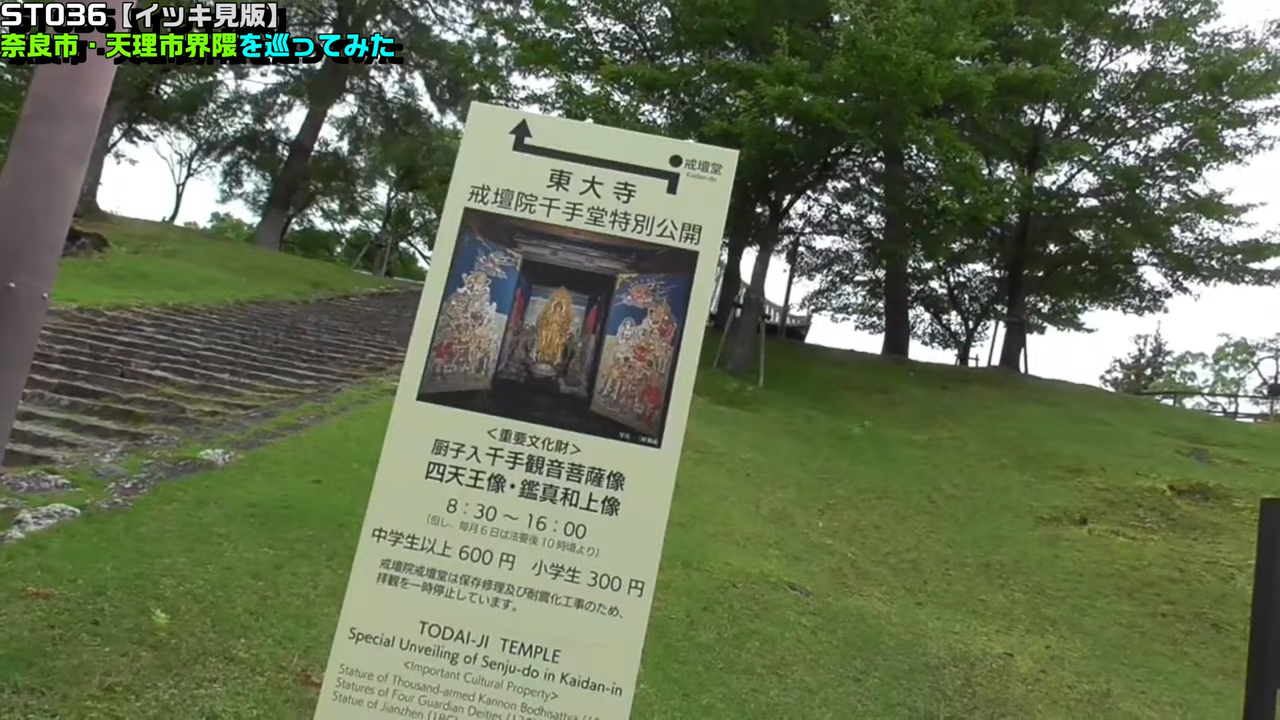 ST036【イッキ見版】
奈良市・天理市界隈を巡ってみた
戒壇堂
Kaidan-do
東大寺
戒壇院千手堂特別公開
＜重要文化財＞
厨子入千手観音菩薩像
四天王像・鑑真和上像
8：30～16：00
（但し、毎月6日は法要後10時頃より）
中学生以上 600円 小学生 300円
戒壇院戒壇堂は保存修理及び耐震化工事のため、
拝観を一時停止しています。
TODAI-JI TEMPLE
Special Unveiling of Senju-do in Kaidan-in
<Important Cultural Property>
Stature of Thousand-armed Kannon Bodhisattva
Statures of Four Guardian Deities
Statue of Jianzhen